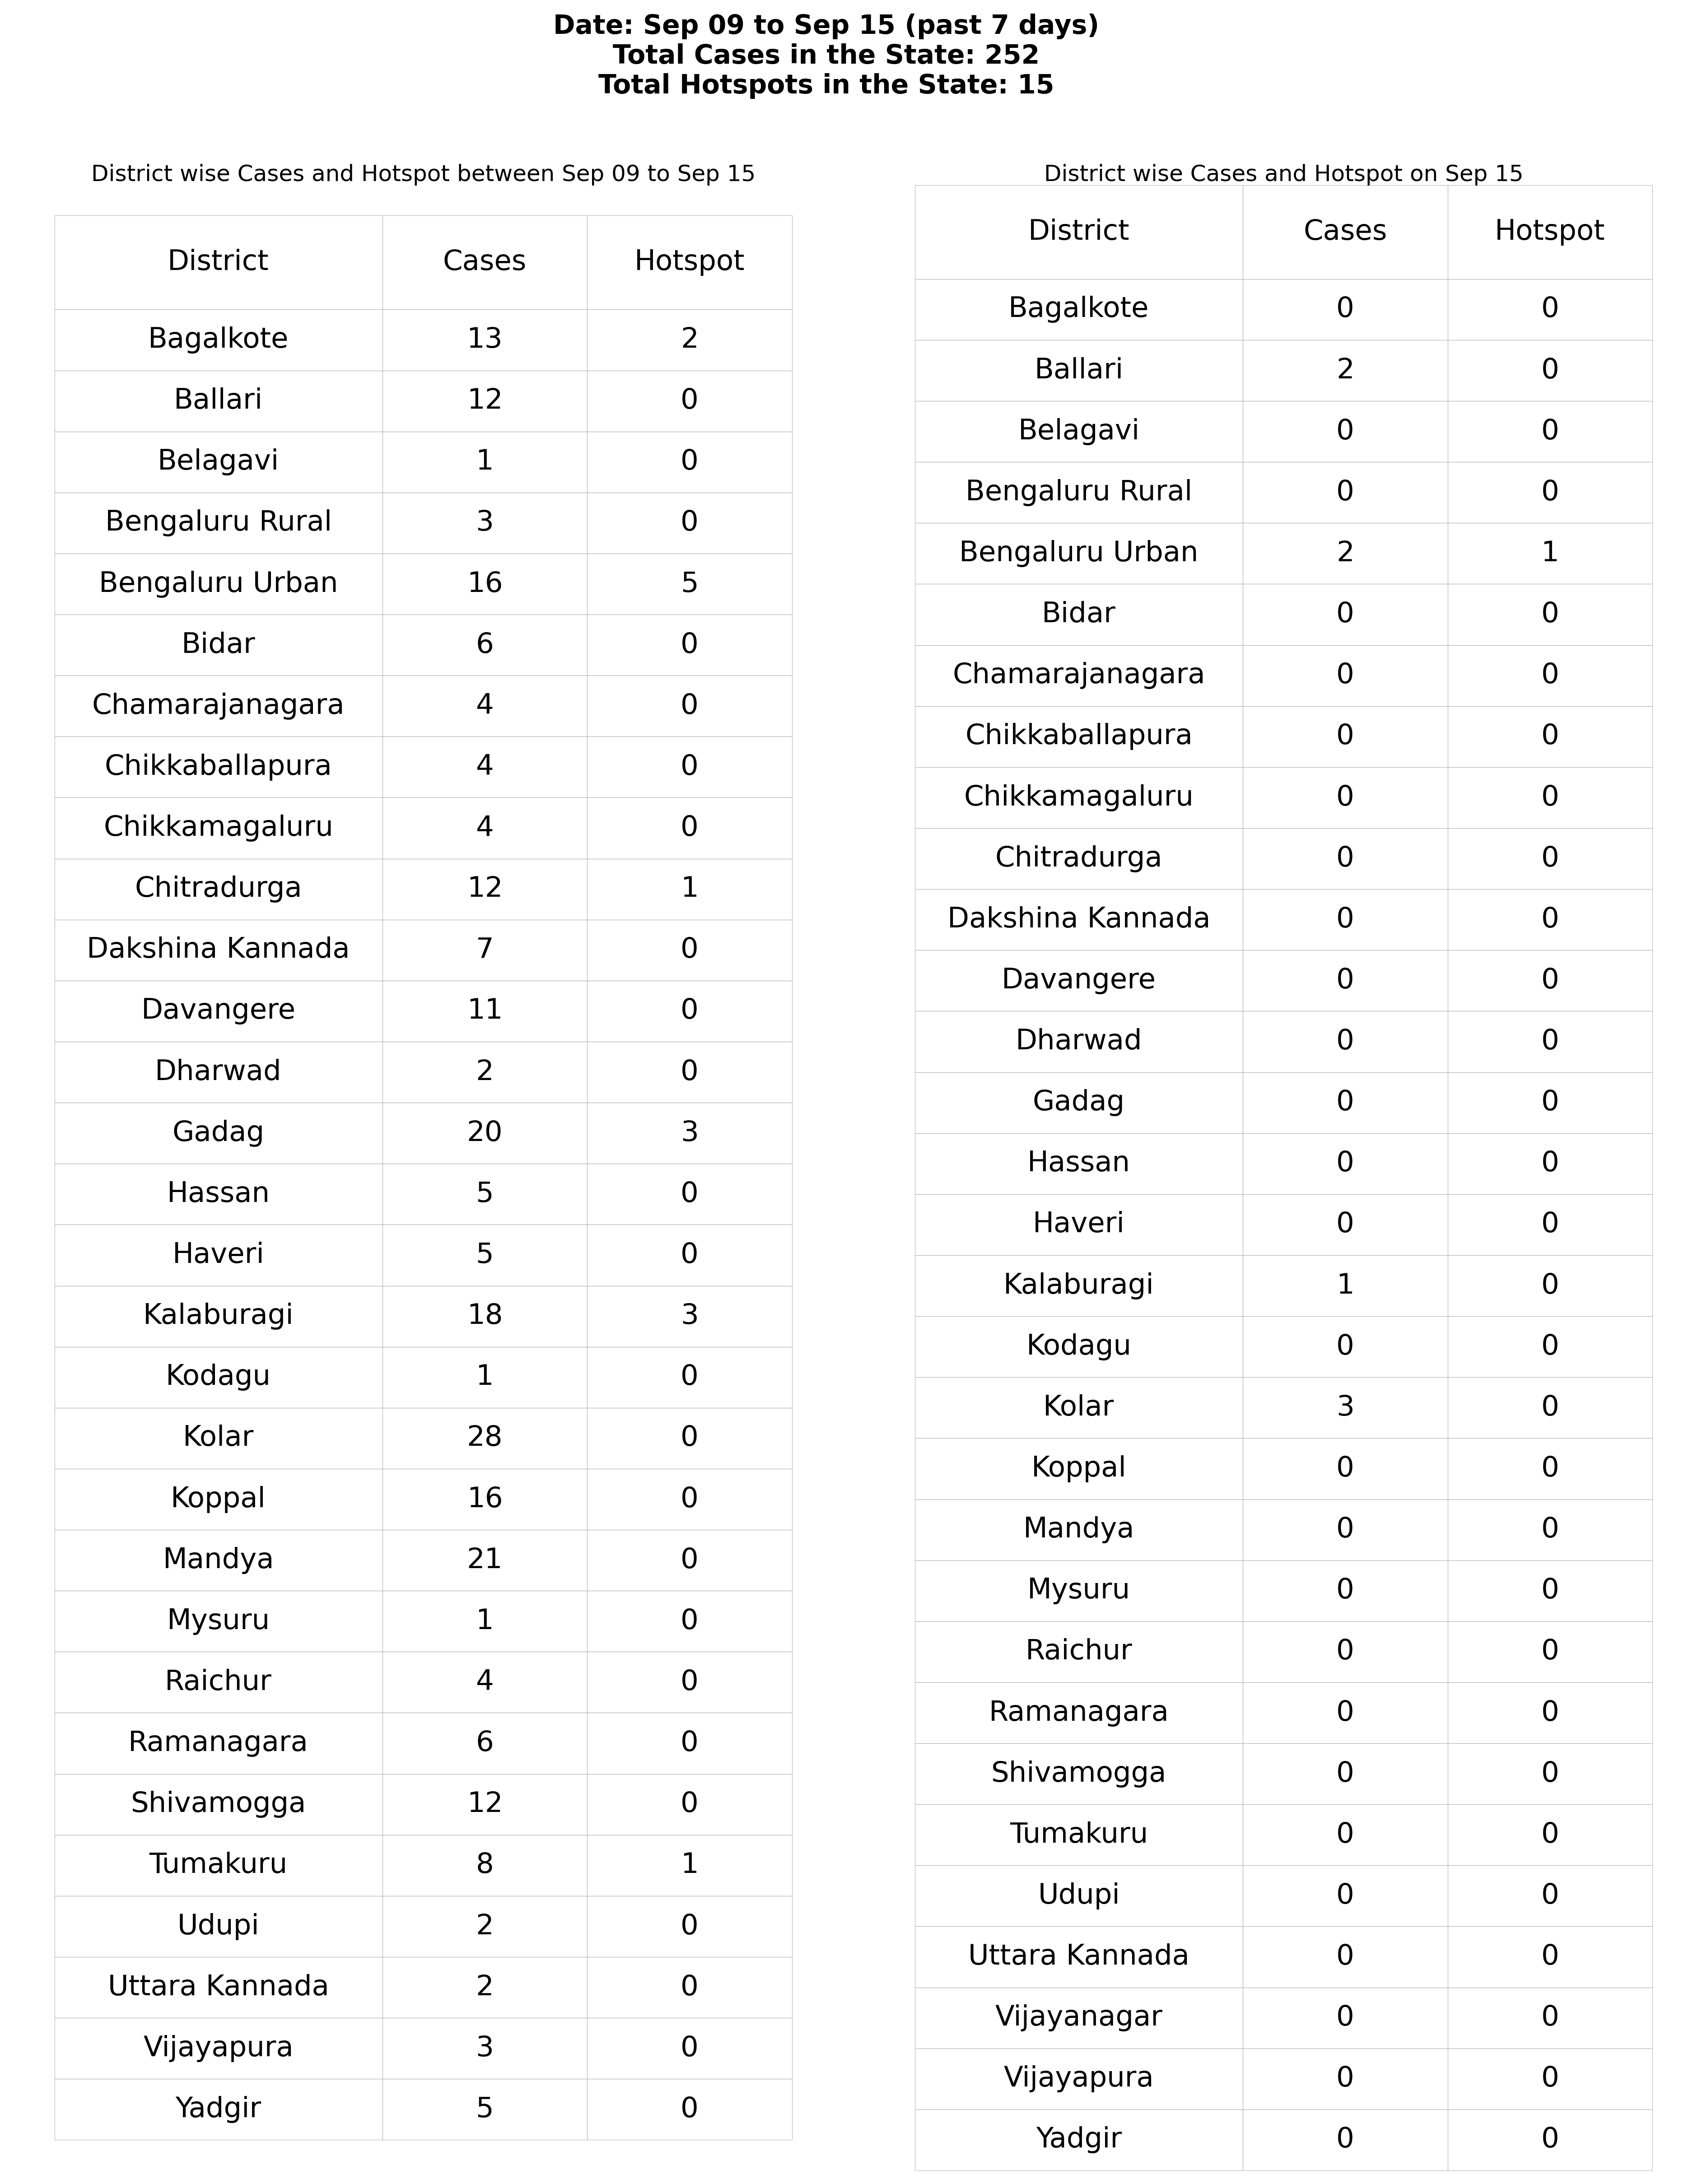 Date: Sep 09 to Sep 15 (past 7 days)
Total Cases in the State: 252
Total Hotspots in the State: 15
District wise Cases and Hotspot between Sep 09 to Sep 15
District Cases Hotspot
Bagalkote 13 2
Ballari 12 0
Belagavi 1 0
Bengaluru Rural 3 0
Bengaluru Urban 16 5
Bidar 6 0
Chamarajanagara 4 0
Chikkaballapura 4 0
Chikkamagaluru 4 0
Chitradurga 12 1
Dakshina Kannada 7 0
Davangere 11 0
Dharwad 2 0
Gadag 20 3
Hassan 5 0
Haveri 5 0
Kalaburagi 18 3
Kodagu 1 0
Kolar 28 0
Koppal 16 0
Mandya 21 0
Mysuru 1 0
Raichur 4 0
Ramanagara 6 0
Shivamogga 12 0
Tumakuru 8 1
Udupi 2 0
Uttara Kannada 2 0
Vijayapura 3 0
Yadgir 5 0
District wise Cases and Hotspot on Sep 15
District Cases Hotspot
Bagalkote 0 0
Ballari 2 0
Belagavi 0 0
Bengaluru Rural 0 0
Bengaluru Urban 2 1
Bidar 0 0
Chamarajanagara 0 0
Chikkaballapura 0 0
Chikkamagaluru 0 0
Chitradurga 0 0
Dakshina Kannada 0 0
Davangere 0 0
Dharwad 0 0
Gadag 0 0
Hassan 0 0
Haveri 0 0
Kalaburagi 1 0
Kodagu 0 0
Kolar 3 0
Koppal 0 0
Mandya 0 0
Mysuru 0 0
Raichur 0 0
Ramanagara 0 0
Shivamogga 0 0
Tumakuru 0 0
Udupi 0 0
Uttara Kannada 0 0
Vijayanagar 0 0
Vijayapura 0 0
Yadgir 0 0